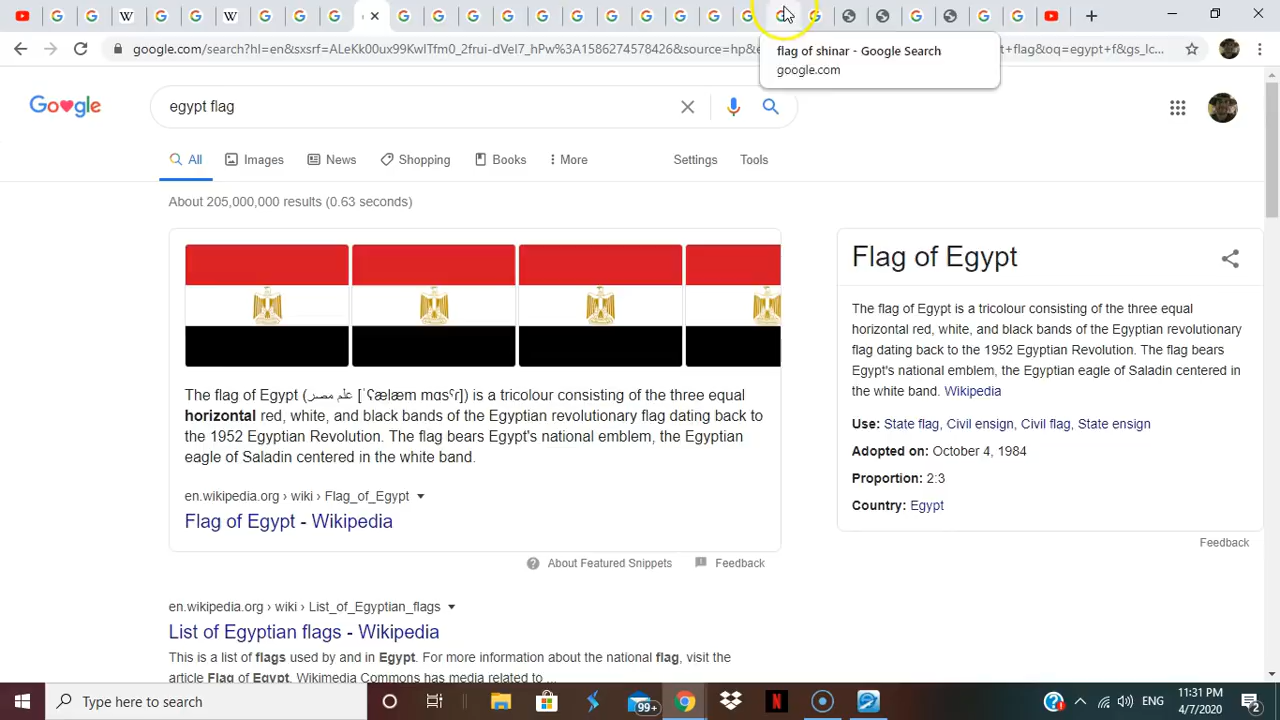 google.com/search?hl=en&sxsrf=ALeKk00ux99KwITfm0_2frui-dVel7_hPw%3A1586274578426&source=hp&e
t+flag&oq=egypt+f&gs_lc...
flag of shinar - Google Search
google.com
Google
egypt flag
All
Images
News
Shopping
Books
More
Settings
Tools
About 205,000,000 results (0.63 seconds)
The flag of Egypt (علم مصر [ˈʕælæm mɑsˤɾ]) is a tricolour consisting of the three equal
horizontal red, white, and black bands of the Egyptian revolutionary flag dating back to
the 1952 Egyptian Revolution. The flag bears Egypt's national emblem, the Egyptian
eagle of Saladin centered in the white band.
en.wikipedia.org › wiki › Flag_of_Egypt
Flag of Egypt - Wikipedia
About Featured Snippets
Feedback
en.wikipedia.org › wiki › List_of_Egyptian_flags
List of Egyptian flags - Wikipedia
This is a list of flags used by and in Egypt. For more information about the national flag, visit the
article Flag of Egypt. Wikimedia Commons has media related to ...
Flag of Egypt
The flag of Egypt is a tricolour consisting of the three equal
horizontal red, white, and black bands of the Egyptian revolutionary
flag dating back to the 1952 Egyptian Revolution. The flag bears
Egypt's national emblem, the Egyptian eagle of Saladin centered in
the white band. Wikipedia
Use: State flag, Civil ensign, Civil flag, State ensign
Adopted on: October 4, 1984
Proportion: 2:3
Country: Egypt
Feedback
Type here to search
99+
ENG
11:31 PM
4/7/2020
2